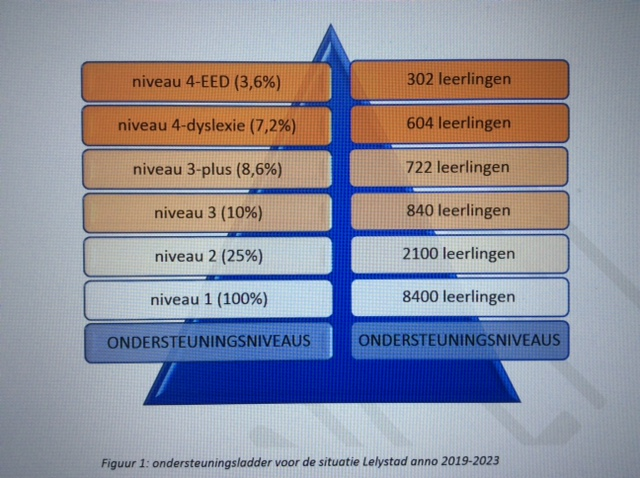 niveau 4-EED (3,6%) 302 leerlingen
niveau 4-dyslexie (7,2%) 604 leerlingen
niveau 3-plus (8,6%) 722 leerlingen
niveau 3 (10%) 840 leerlingen
niveau 2 (25%) 2100 leerlingen
niveau 1 (100%) 8400 leerlingen
ONDERSTEUNINGSNIVEAUS ONDERSTEUNINGSNIVEAUS
Figuur 1: ondersteuningsladder voor de situatie Lelystad anno 2019-2023